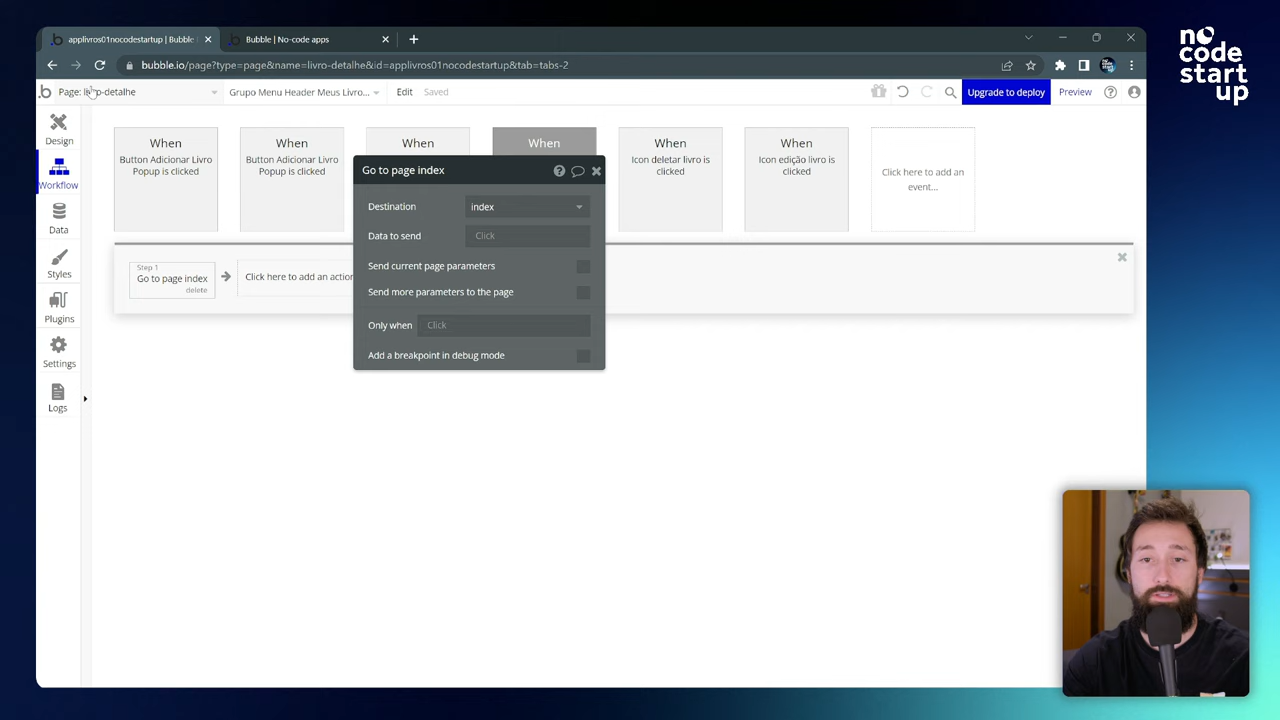 applivros01nocodestartup | Bubble
Bubble | No-code apps
bubble.io/page?type=page&name=livro-detalhe&id=applivros01nocodestartup&tab=tabs-2
no
code
start
up
Page: livro-detalhe
Grupo Menu Header Meus Livro...
Edit
Saved
Upgrade to deploy
Preview
Design
Workflow
Data
Styles
Plugins
Settings
Logs
When
Button Adicionar Livro
Popup is clicked
When
Button Adicionar Livro
Popup is clicked
When
When
When
Icon deletar livro is
clicked
When
Icon edição livro is
clicked
Click here to add an
event...
Step 1
Go to page index
delete
Click here to add an action
Go to page index
Destination
index
Data to send
Click
Send current page parameters
Send more parameters to the page
Only when
Click
Add a breakpoint in debug mode